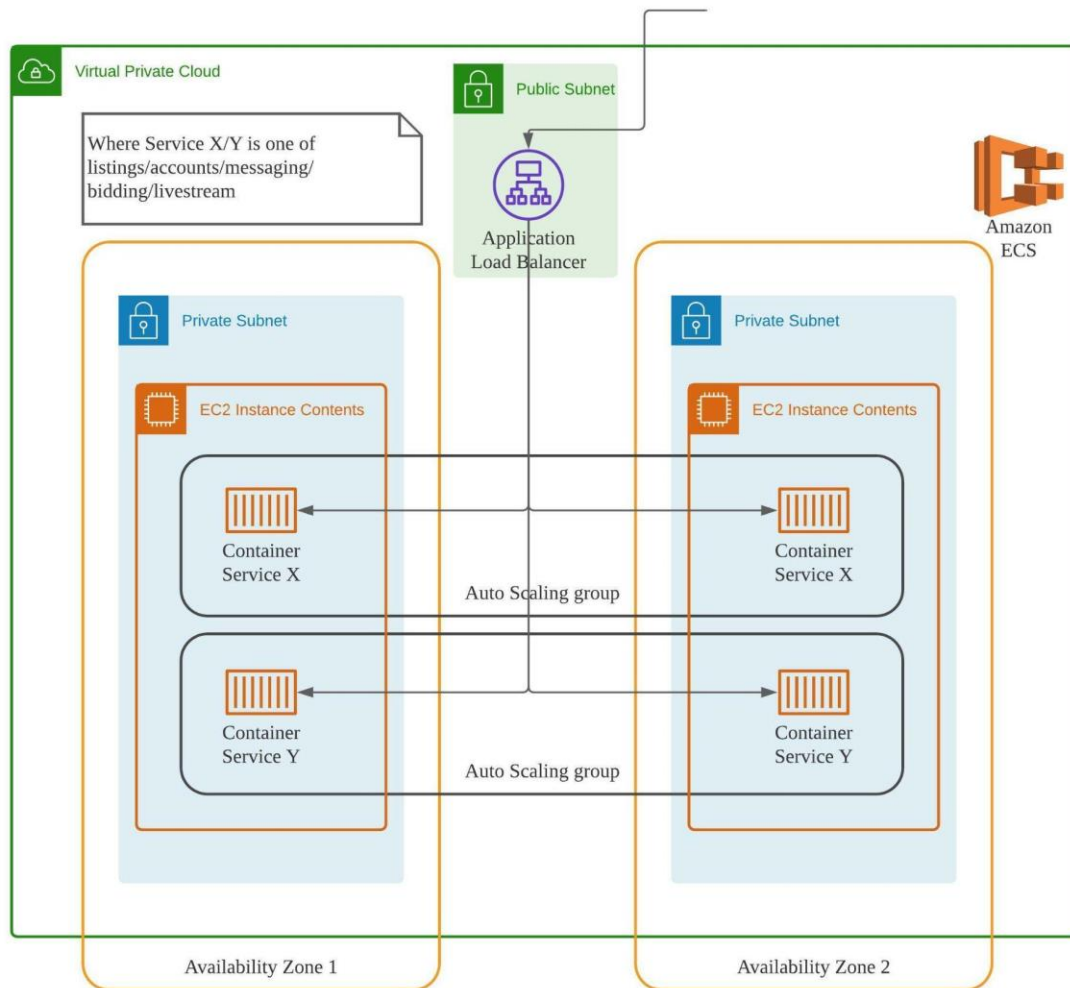 Virtual Private Cloud
Public Subnet
Where Service X/Y is one of
listings/accounts/messaging/
bidding/livestream
Application
Load Balancer
Amazon
ECS
Private Subnet
Private Subnet
EC2 Instance Contents
EC2 Instance Contents
Container
Service X
Container
Service X
Auto Scaling group
Container
Service Y
Container
Service Y
Auto Scaling group
Availability Zone 1
Availability Zone 2